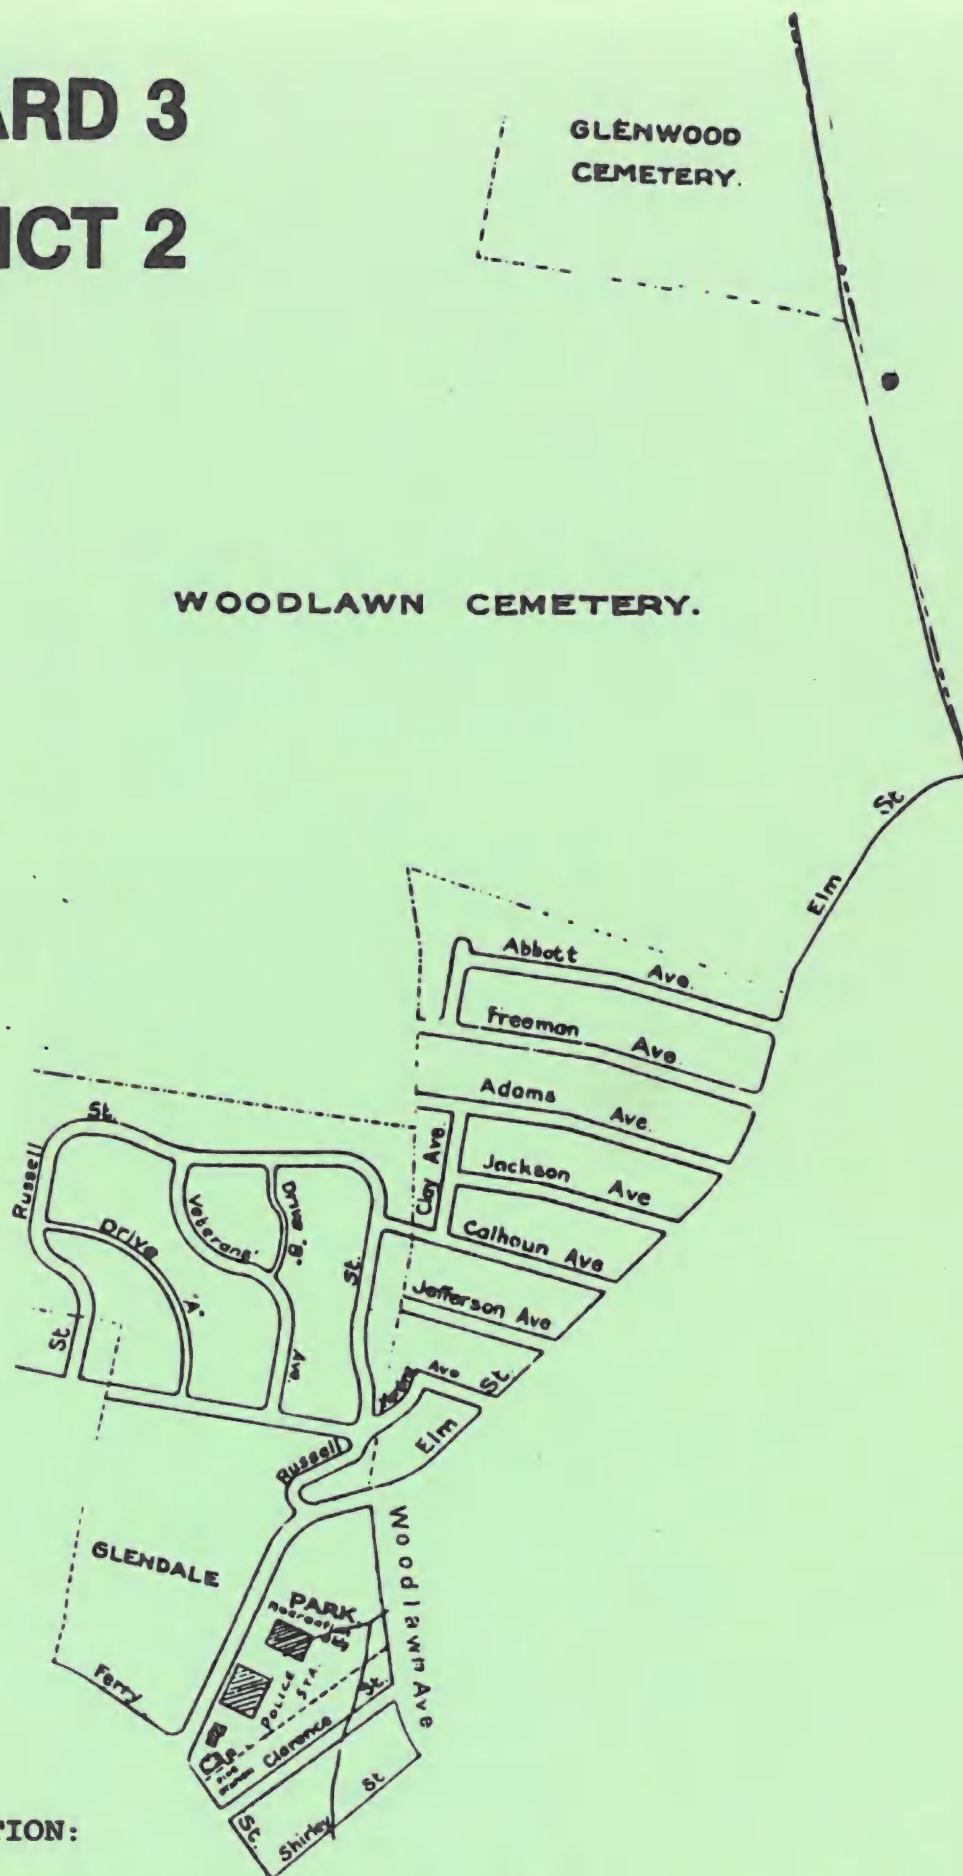 ARD 3
ICT 2
GLENWOOD
CEMETERY.
WOODLAWN CEMETERY.
St
Elm
Abbott Ave.
Freeman Ave.
Adams Ave.
Clay Ave.
Jackson Ave
Calhoun Ave
Jefferson Ave
Ave
St.
Russell
St.
Drive "A".
Veterans'
Ave.
Drive "B".
St.
St.
Russell
Elm St
Woodlawn Ave
GLENDALE
PARK.
POLICE STA.
Ferry
Clarence St.
St.
Shirley St
TION: